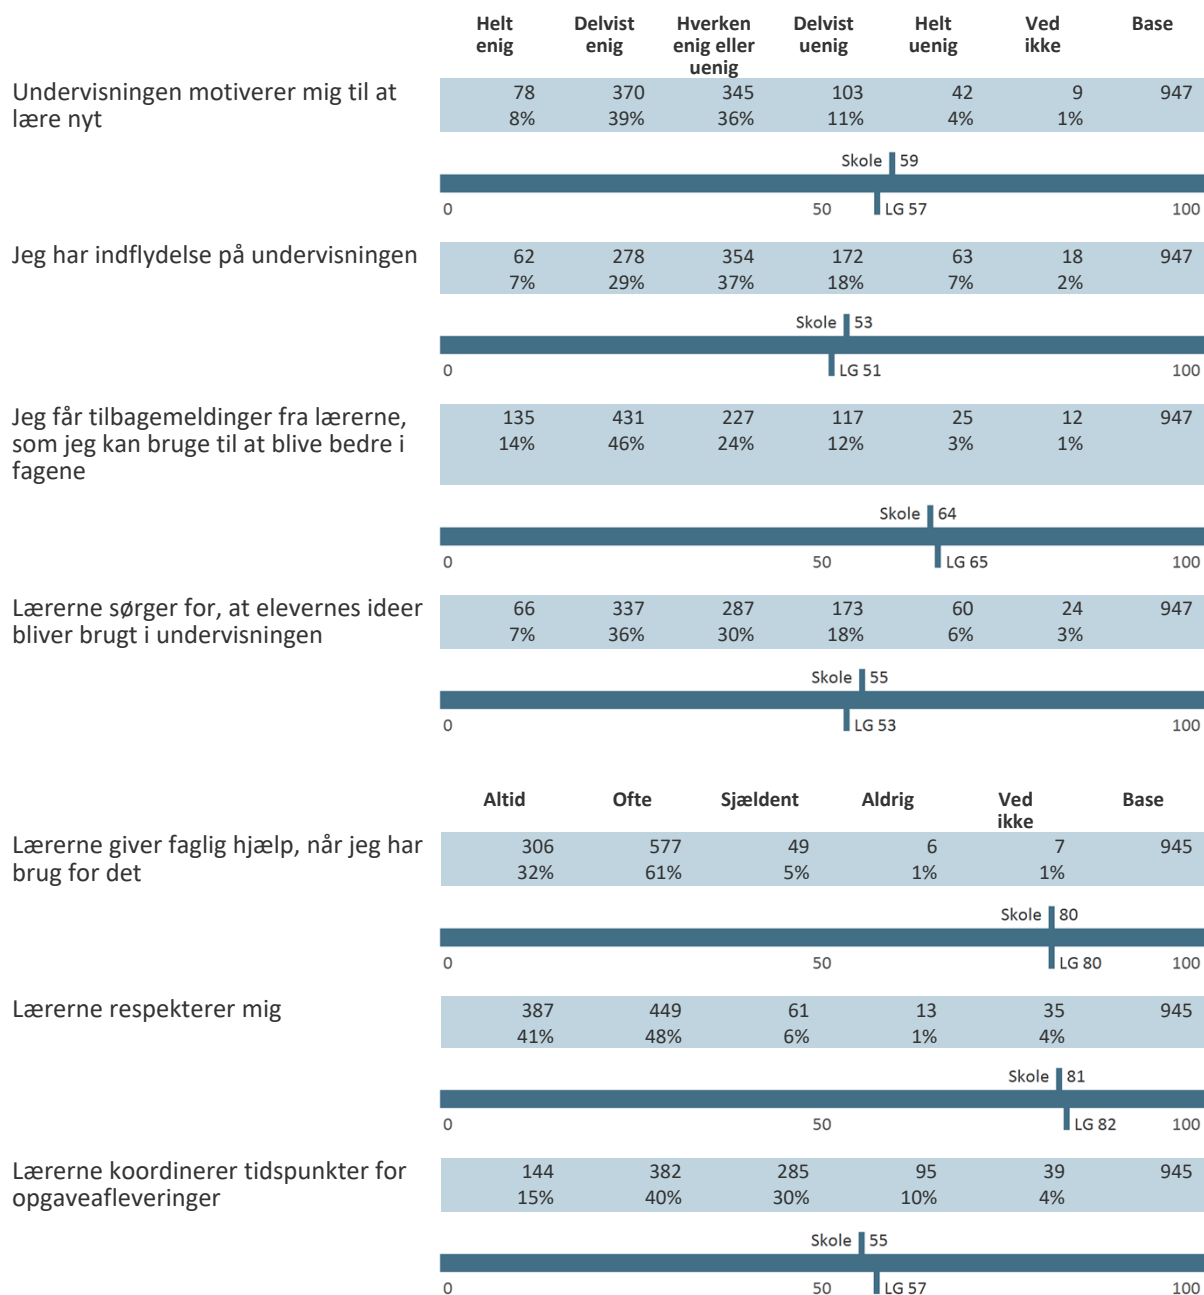 Helt enig Delvist enig Hverken enig eller uenig Delvist uenig Helt uenig Ved ikke Base
Undervisningen motiverer mig til at
lære nyt
78 370 345 103 42 9 947
8% 39% 36% 11% 4% 1%
Skole 59
0 50 LG 57 100
Jeg har indflydelse på undervisningen
62 278 354 172 63 18 947
7% 29% 37% 18% 7% 2%
Skole 53
0 LG 51 100
Jeg får tilbagemeldinger fra lærerne,
som jeg kan bruge til at blive bedre i
fagene
135 431 227 117 25 12 947
14% 46% 24% 12% 3% 1%
Skole 64
0 50 LG 65 100
Lærerne sørger for, at elevernes ideer
bliver brugt i undervisningen
66 337 287 173 60 24 947
7% 36% 30% 18% 6% 3%
Skole 55
0 LG 53 100
Altid Ofte Sjældent Aldrig Ved ikke Base
Lærerne giver faglig hjælp, når jeg har
brug for det
306 577 49 6 7 945
32% 61% 5% 1% 1%
Skole 80
0 50 LG 80 100
Lærerne respekterer mig
387 449 61 13 35 945
41% 48% 6% 1% 4%
Skole 81
0 50 LG 82 100
Lærerne koordinerer tidspunkter for
opgaveafleveringer
144 382 285 95 39 945
15% 40% 30% 10% 4%
Skole 55
0 50 LG 57 100